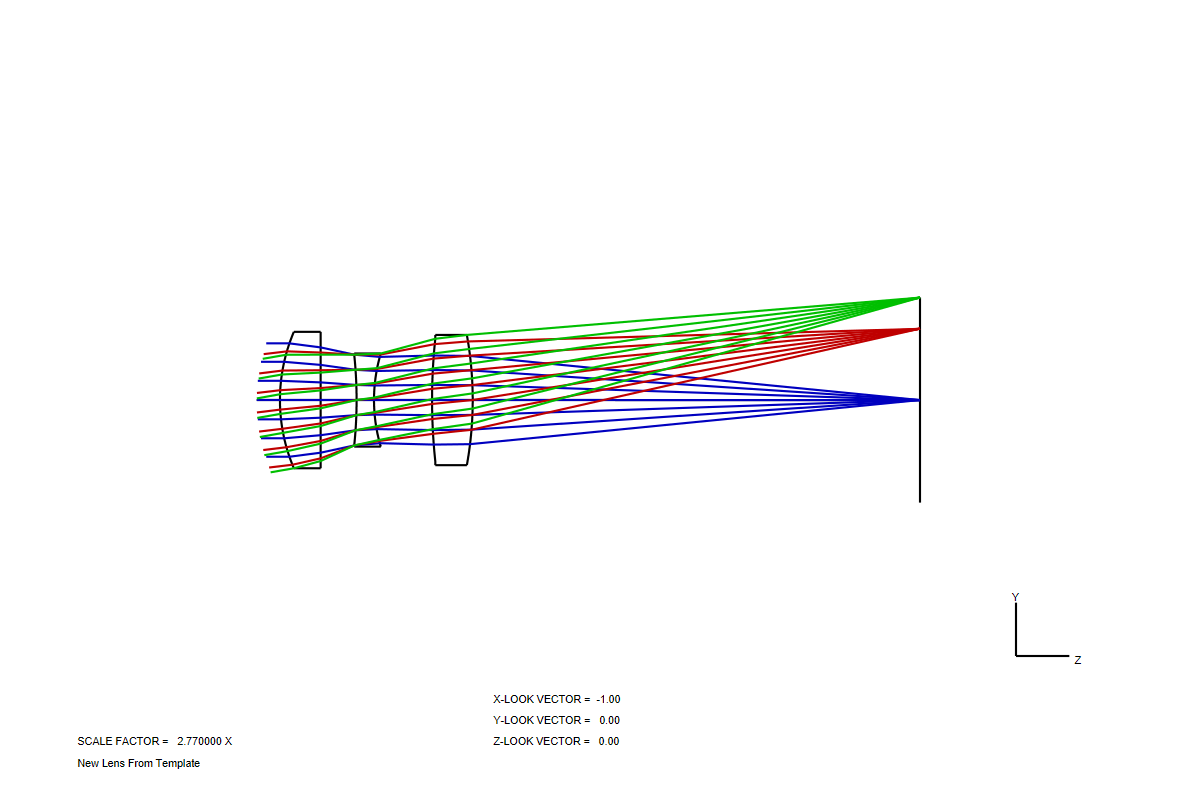 Y
Z
X-LOOK VECTOR = -1.00
Y-LOOK VECTOR = 0.00
SCALE FACTOR = 2.770000 X
Z-LOOK VECTOR = 0.00
New Lens From Template